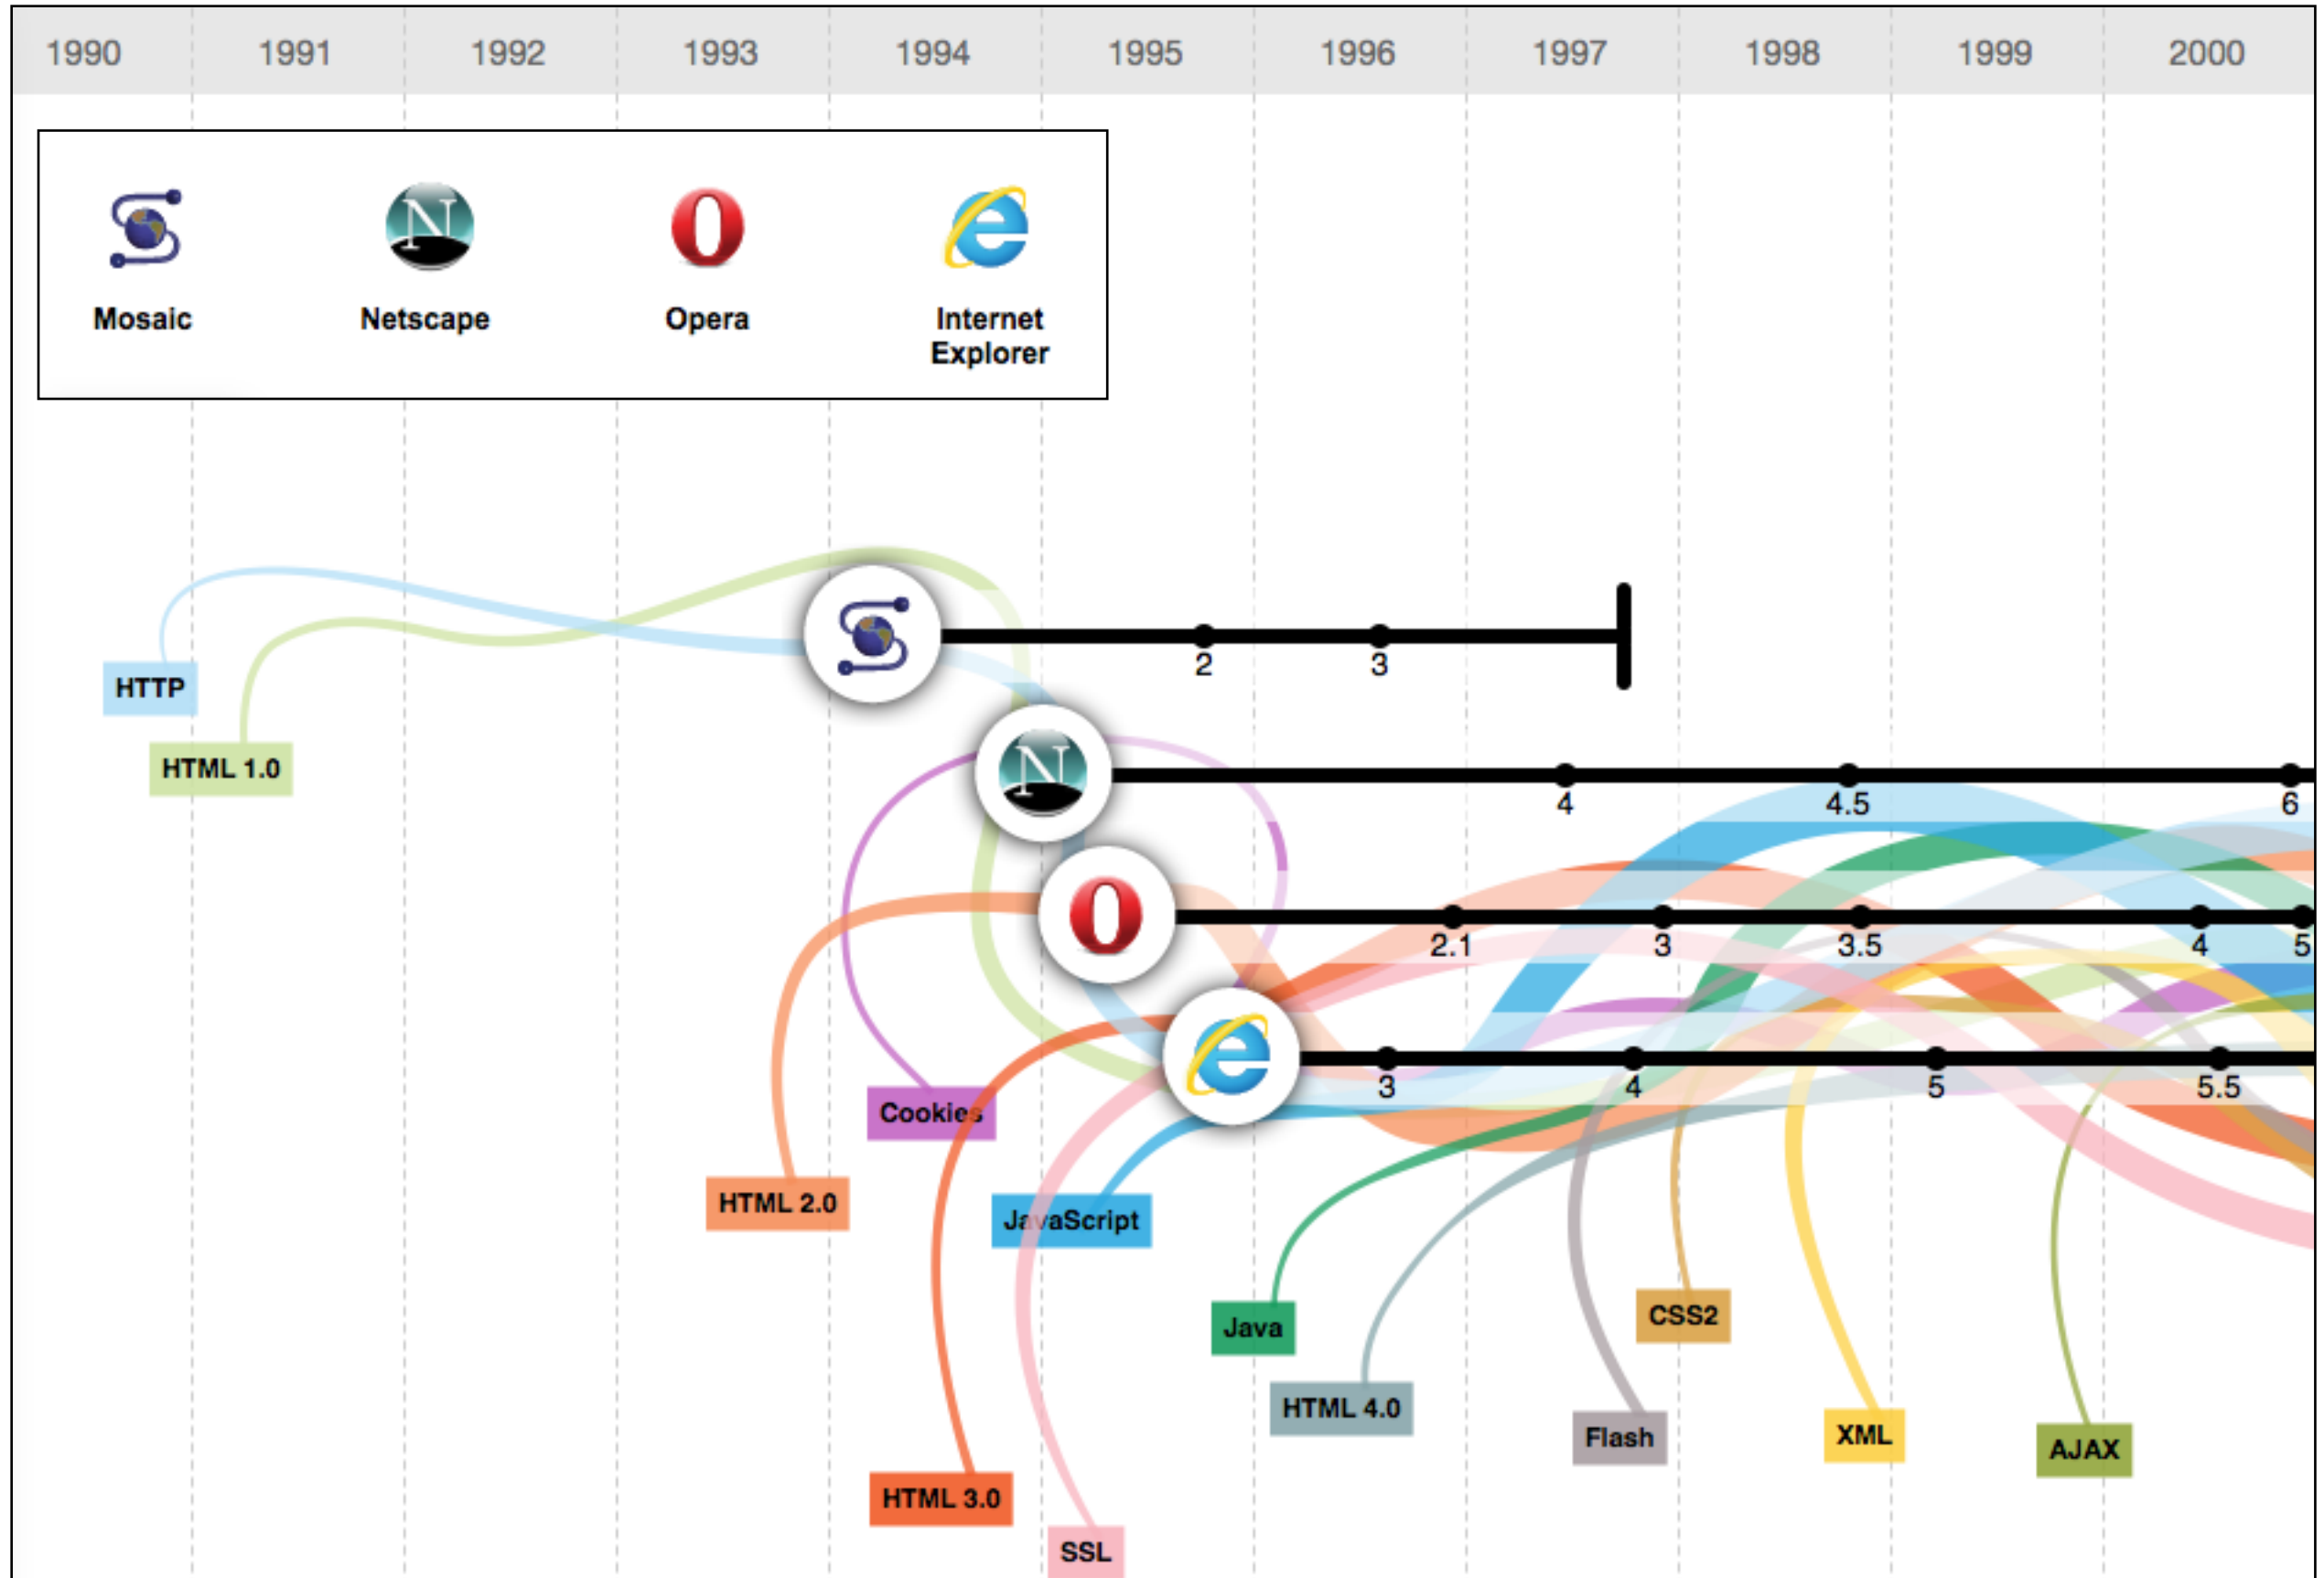 1990 1991 1992 1993 1994 1995 1996 1997 1998 1999 2000
Mosaic Netscape Opera Internet
Explorer
2 3
HTTP
HTML 1.0
4 4.5 6
2.1 3 3.5 4 5
3 4 5 5.5
Cookies
HTML 2.0
JavaScript
CSS2
Java
HTML 4.0
Flash
XML
AJAX
HTML 3.0
SSL